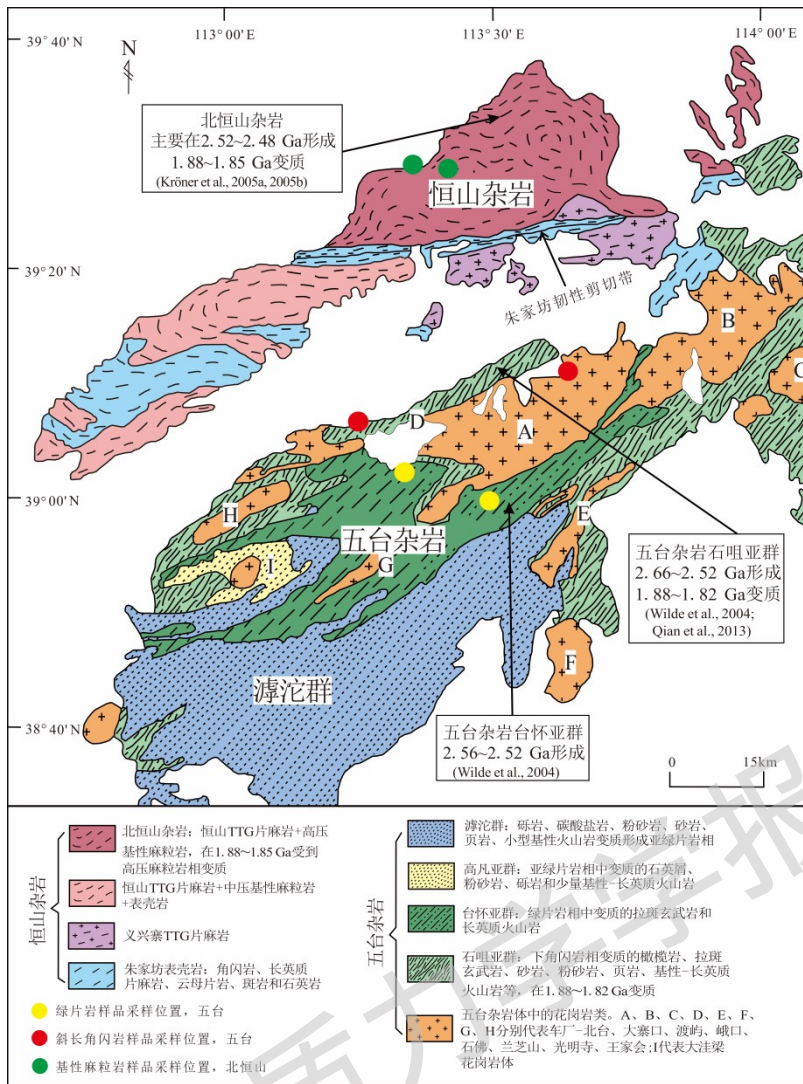 113°00′
113°30′
114°00′
39°40′
N
北恒山杂岩
主要在2.52~2.48 Ga形成
1.88~1.85 Ga变质
(Kröner et al., 2005a, 2005b)
恒山杂岩
39°20′
朱家坊韧性剪切带
B
C
D
A
39°00′
H
五台杂岩
E
I
G
五台杂岩石咀亚群
2.66~2.52 Ga形成
1.88~1.82 Ga变质
(Wilde et al., 2004;
Qian et al., 2013)
F
滹沱群
38°40′
五台杂岩台怀亚群
2.56~2.52 Ga形成
(Wilde et al., 2004)
0 15km
恒山杂岩
北恒山杂岩：恒山TTG片麻岩+高压
基性麻粒岩，在1.88~1.85 Ga受到
高压麻粒岩相变质
恒山TTG片麻岩+中压基性麻粒岩
+表壳岩
义兴寨TTG片麻岩
朱家坊表壳岩：角闪岩、长英质
片麻岩、云母片岩、斑岩和石英岩
绿片岩样品采样位置，五台
斜长角闪岩样品采样位置，五台
基性麻粒岩样品采样位置，北恒山
五台杂岩
滹沱群：砾岩、碳酸盐岩、粉砂岩、砂岩、
页岩、小型基性火山岩变质形成亚绿片岩相
高凡亚群：亚绿片岩相中变质的石英屑、
粉砂岩、砾岩和少量基性-长英质火山岩
台怀亚群：绿片岩相中变质的拉斑玄武岩和
长英质火山岩
石咀亚群：下角闪岩相变质的橄榄岩、拉斑
玄武岩、砂岩、粉砂岩、页岩、基性-长英质
火山岩等，在1.88~1.82 Ga变质
五台杂岩体中的花岗岩类。A、B、C、D、E、F、
G、H分别代表车厂-北台、大寨口、渡屿、峨口、
石佛、兰芝山、光明寺、王家会；I代表大洼梁
花岗岩体
质力学学报